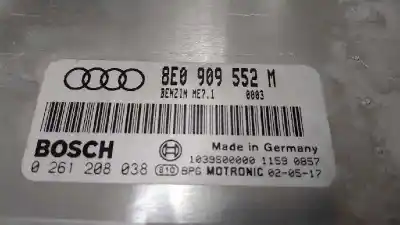 8E0 909 552 M
BENZIN ME7.1 0003
BOSCH
Made in Germany
1039S00000 1159 0857
0 261 208 038 810 BPG MOTRONIC 02-05-17